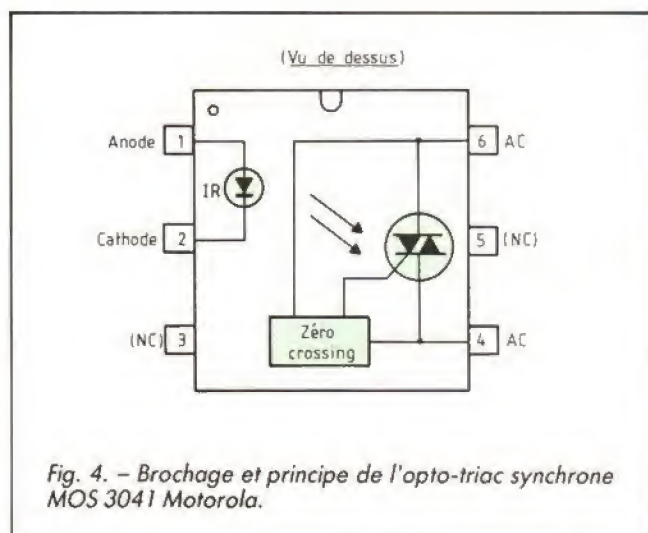 (Vu de dessus)
Anode 1
6 AC
IR
Cathode 2
5 (NC)
(NC) 3
Zéro
crossing
4 AC
Fig. 4. – Brochage et principe de l'opto-triac synchrone
MOS 3041 Motorola.